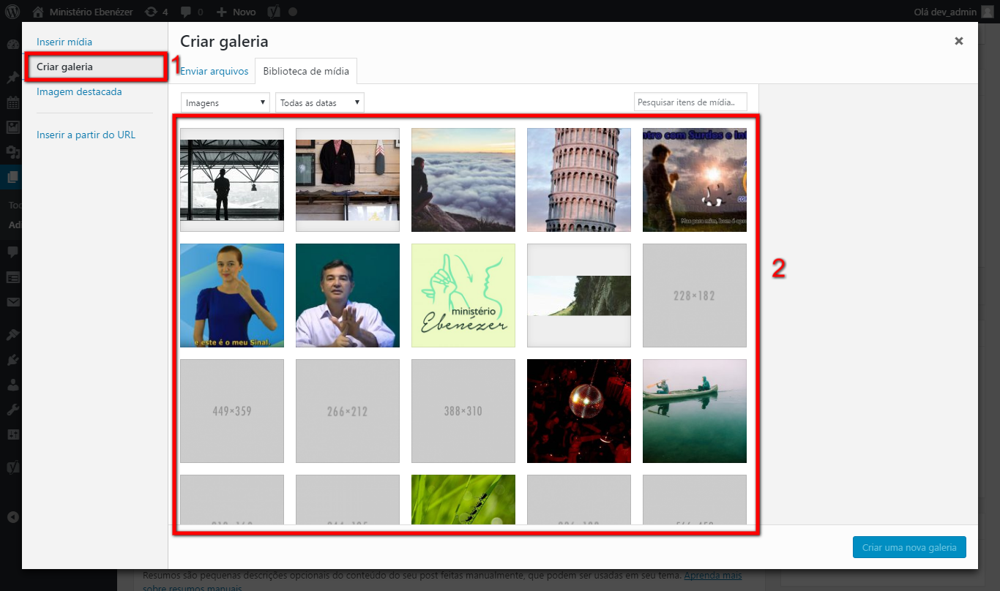 Ministério Ebenézer 4 0 Novo
Olá dev_admin
Inserir mídia
Criar galeria
Imagem destacada
Inserir a partir do URL
1
Criar galeria
Enviar arquivos
Biblioteca de mídia
Imagens
Todas as datas
Pesquisar itens de mídia..
ntro com Surdos e Int
Mas para mim, bom é apro
e este é o meu Sinal.
ministério
Ebenézer
228×182
2
449×359
266×212
388×310
Criar uma nova galeria
Resumos são pequenas descrições opcionais do conteúdo do seu post feitas manualmente, que podem ser usadas em seu tema. Aprenda mais
sobre resumos manuais